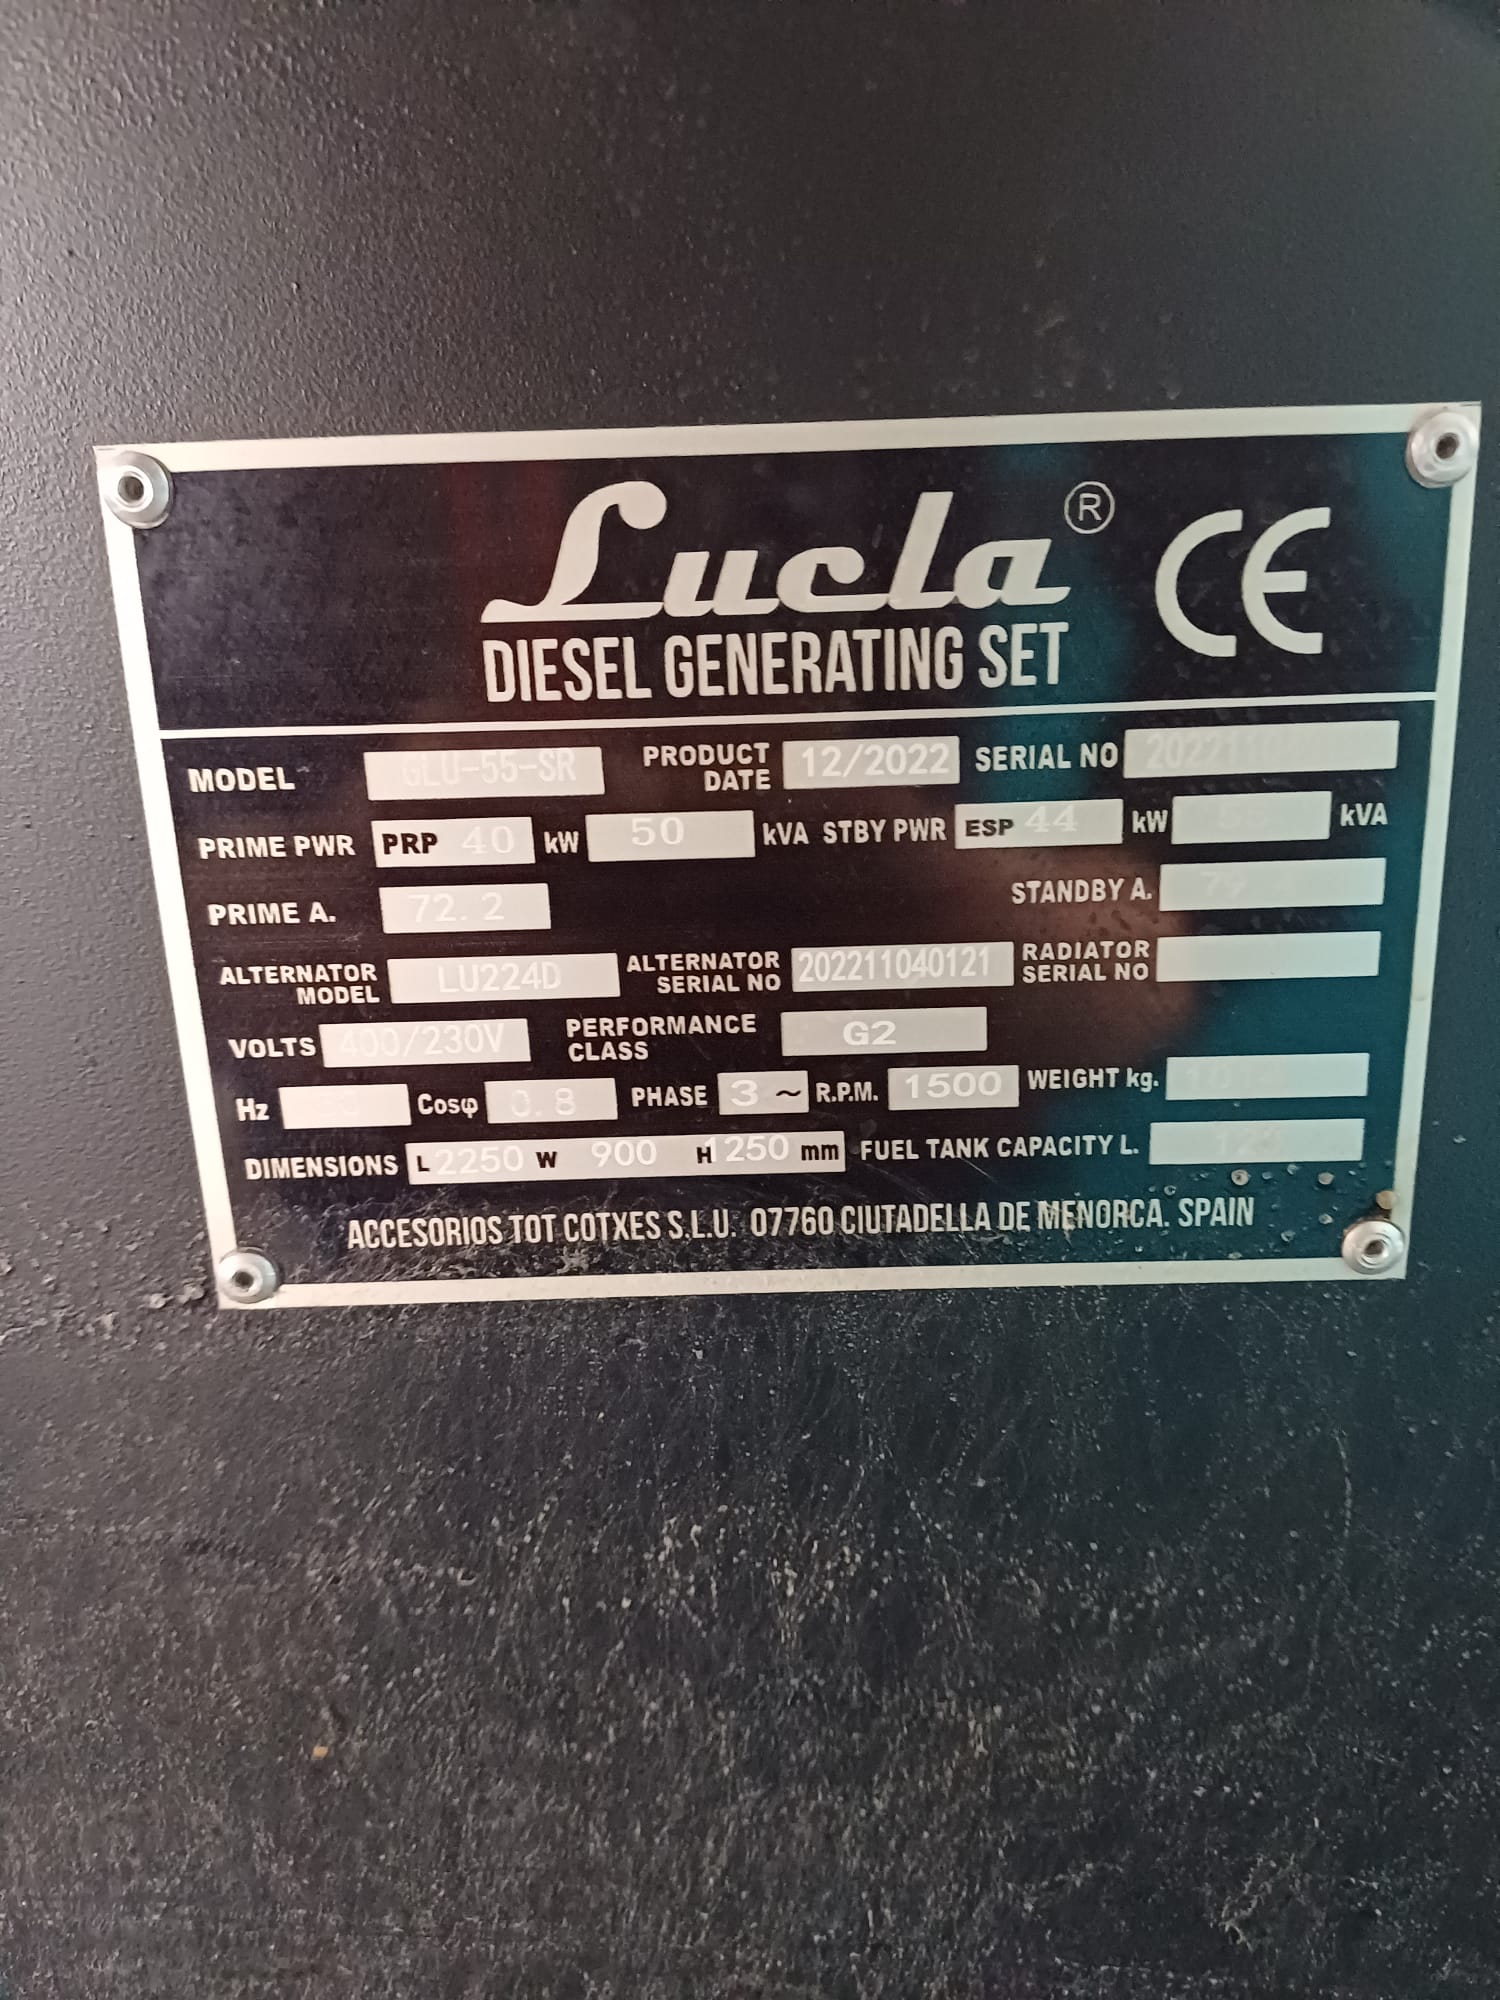 Lucla ® CE
DIESEL GENERATING SET
MODEL GLU-55-SR PRODUCT DATE 12/2022 SERIAL NO
PRIME PWR PRP 40 kW 50 kVA STBY PWR ESP 44 kW kVA
PRIME A. 72.2 STANDBY A.
ALTERNATOR MODEL LU224D ALTERNATOR SERIAL NO 202211040121 RADIATOR SERIAL NO
VOLTS 400/230V PERFORMANCE CLASS G2
Hz Cosφ 0.8 PHASE 3 ~ R.P.M. 1500 WEIGHT kg.
DIMENSIONS L 2250 W 900 H 1250 mm FUEL TANK CAPACITY L.
ACCESORIOS TOT COTXES S.L.U. 07760 CIUTADELLA DE MENORCA. SPAIN